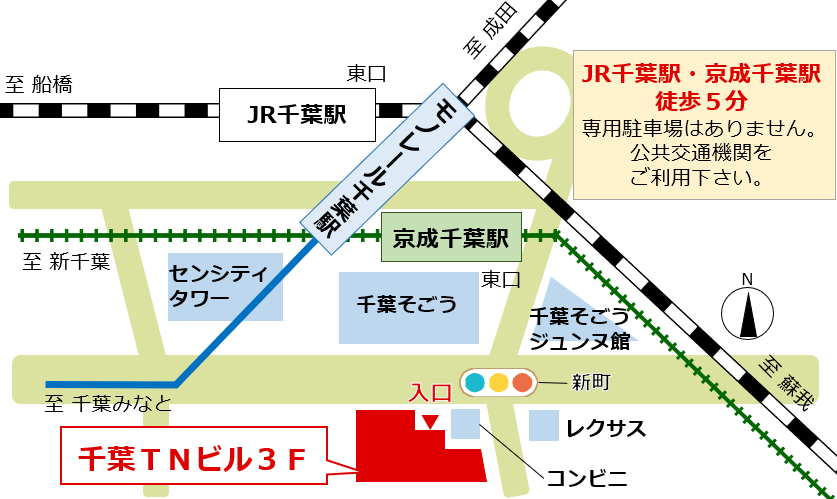 至 成田
至 船橋
東口
JR千葉駅
モノレール千葉駅
JR千葉駅・京成千葉駅
徒歩５分
専用駐車場はありません。
公共交通機関を
ご利用下さい。
京成千葉駅
至 新千葉
東口
センシティ
タワー
千葉そごう
千葉そごう
ジュンヌ館
N
至 蘇我
新町
至 千葉みなと
入口
レクサス
千葉ＴＮビル３Ｆ
コンビニ